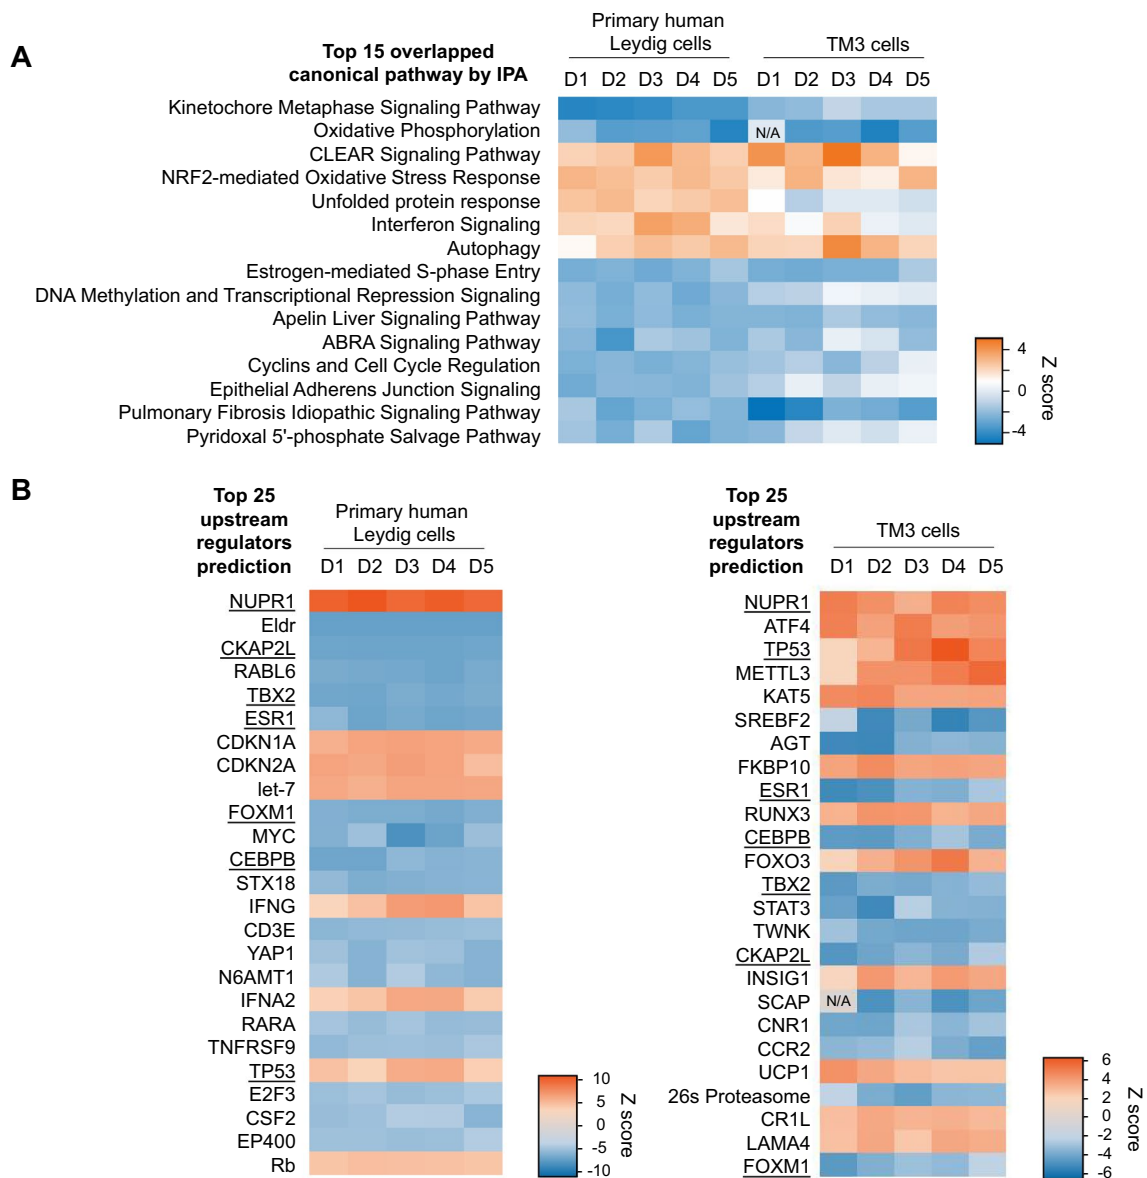 A
Top 15 overlapped
canonical pathway by IPA
Primary human
Leydig cells
TM3 cells
D1 D2 D3 D4 D5 D1 D2 D3 D4 D5
Kinetochore Metaphase Signaling Pathway
Oxidative Phosphorylation
N/A
CLEAR Signaling Pathway
NRF2-mediated Oxidative Stress Response
Unfolded protein response
Interferon Signaling
Autophagy
Estrogen-mediated S-phase Entry
DNA Methylation and Transcriptional Repression Signaling
Apelin Liver Signaling Pathway
ABRA Signaling Pathway
Cyclins and Cell Cycle Regulation
Epithelial Adherens Junction Signaling
Pulmonary Fibrosis Idiopathic Signaling Pathway
Pyridoxal 5'-phosphate Salvage Pathway
4
0
-4
Z score
B
Top 25
upstream
regulators
prediction
Primary human
Leydig cells
D1 D2 D3 D4 D5
NUPR1
Eldr
CKAP2L
RABL6
TBX2
ESR1
CDKN1A
CDKN2A
let-7
FOXM1
MYC
CEBPB
STX18
IFNG
CD3E
YAP1
N6AMT1
IFNA2
RARA
TNFRSF9
TP53
E2F3
CSF2
EP400
Rb
10
5
0
-5
-10
Z score
Top 25
upstream
regulators
prediction
TM3 cells
D1 D2 D3 D4 D5
NUPR1
ATF4
TP53
METTL3
KAT5
SREBF2
AGT
FKBP10
ESR1
RUNX3
CEBPB
FOXO3
TBX2
STAT3
TWNK
CKAP2L
INSIG1
SCAP
N/A
CNR1
CCR2
UCP1
26s Proteasome
CR1L
LAMA4
FOXM1
6
4
2
0
-2
-4
-6
Z score